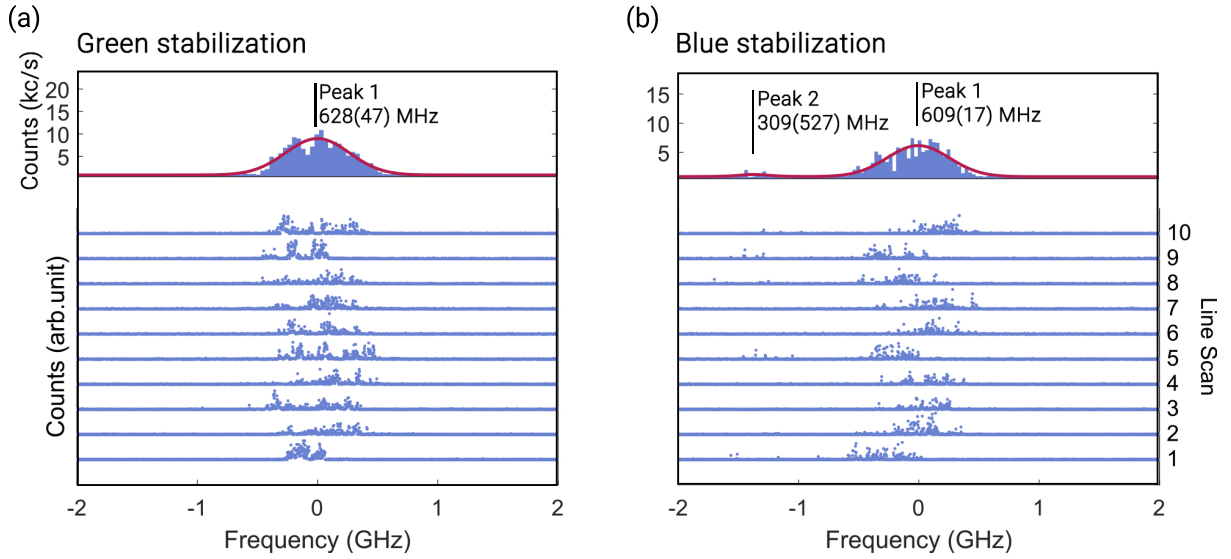 (a)
Green stabilization
Counts (kc/s)
20
15
10
5
Peak 1
628(47) MHz
Counts (arb.unit)
-2
-1
0
1
2
Frequency (GHz)
(b)
Blue stabilization
15
10
5
Peak 2
309(527) MHz
Peak 1
609(17) MHz
10
9
8
7
6
5
4
3
2
1
Line Scan
-2
-1
0
1
2
Frequency (GHz)